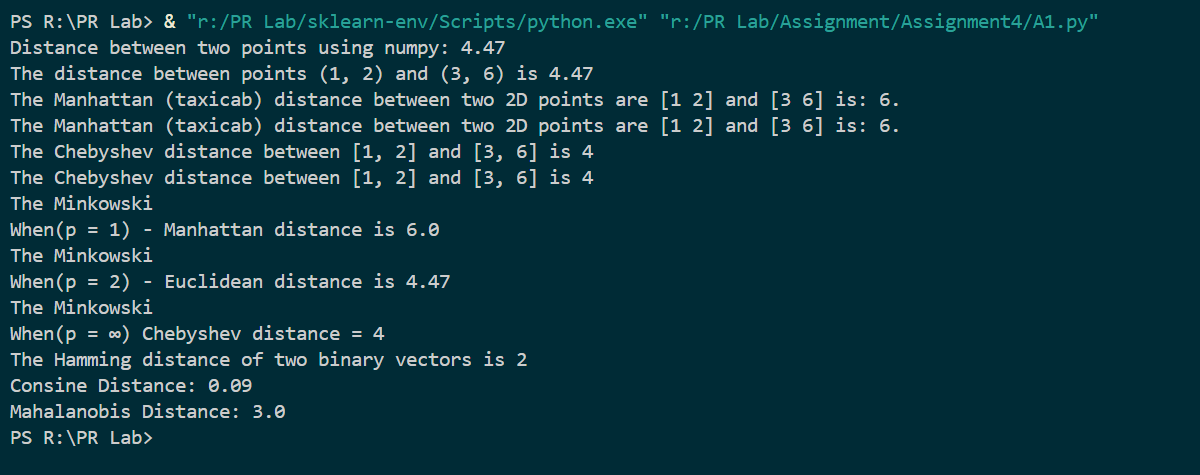 PS R:\PR Lab> & "r:/PR Lab/sklearn-env/Scripts/python.exe" "r:/PR Lab/Assignment/Assignment4/A1.py"
Distance between two points using numpy: 4.47
The distance between points (1, 2) and (3, 6) is 4.47
The Manhattan (taxicab) distance between two 2D points are [1 2] and [3 6] is: 6.
The Manhattan (taxicab) distance between two 2D points are [1 2] and [3 6] is: 6.
The Chebyshev distance between [1, 2] and [3, 6] is 4
The Chebyshev distance between [1, 2] and [3, 6] is 4
The Minkowski
When(p = 1) - Manhattan distance is 6.0
The Minkowski
When(p = 2) - Euclidean distance is 4.47
The Minkowski
When(p = ∞) Chebyshev distance = 4
The Hamming distance of two binary vectors is 2
Consine Distance: 0.09
Mahalanobis Distance: 3.0
PS R:\PR Lab>